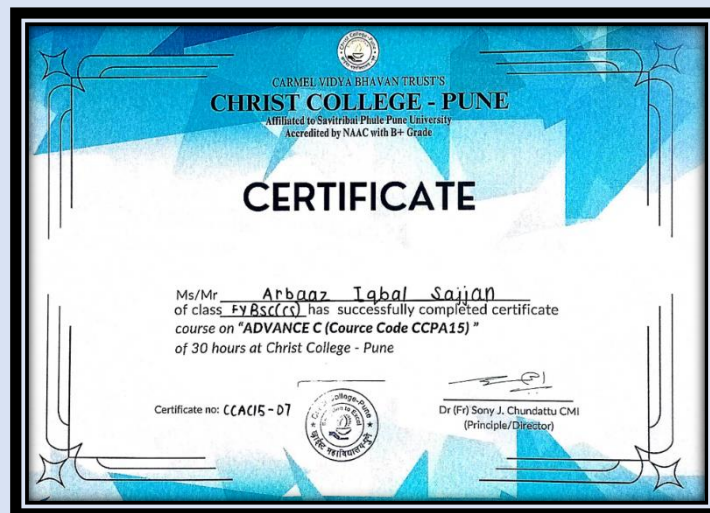 CARMEL VIDYA BHAVAN TRUST'S
CHRIST COLLEGE - PUNE
Affiliated to Savitribai Phule Pune University
Accredited by NAAC with B+ Grade
CERTIFICATE
Ms/Mr Arbaaz Iqbal Sajjan
of class FYBsc(cs) has successfully completed certificate
course on "ADVANCE C (Cource Code CCPA15) "
of 30 hours at Christ College - Pune
Certificate no: CCAC15-07
Dr (Fr) Sony J. Chundattu CMI
(Principle/Director)